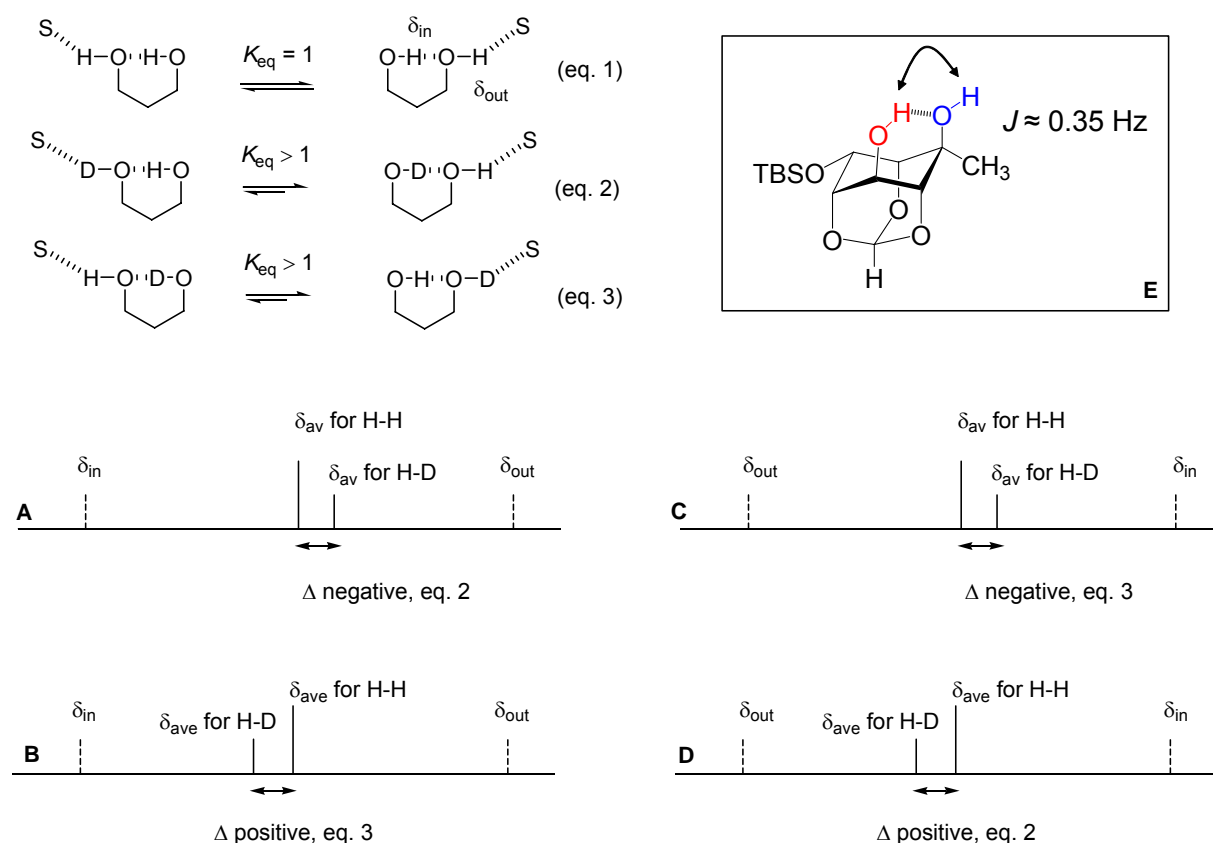 S
H–O H–O
K_eq = 1
δ_in
O -H O–H
S
δ_out
(eq. 1)
S
D–O H–O
K_eq > 1
O -D O–H
S
(eq. 2)
S
H–O D–O
K_eq > 1
O -H O–D
S
(eq. 3)
H
H
O
O
J ≈ 0.35 Hz
TBSO
CH₃
O
O
O
H
E
δ_av for H-H
δ_in
δ_av for H-D
δ_out
A
Δ negative, eq. 2
δ_av for H-H
δ_out
δ_av for H-D
δ_in
C
Δ negative, eq. 3
δ_ave for H-H
δ_in
δ_ave for H-D
δ_out
B
Δ positive, eq. 3
δ_ave for H-H
δ_out
δ_ave for H-D
δ_in
D
Δ positive, eq. 2